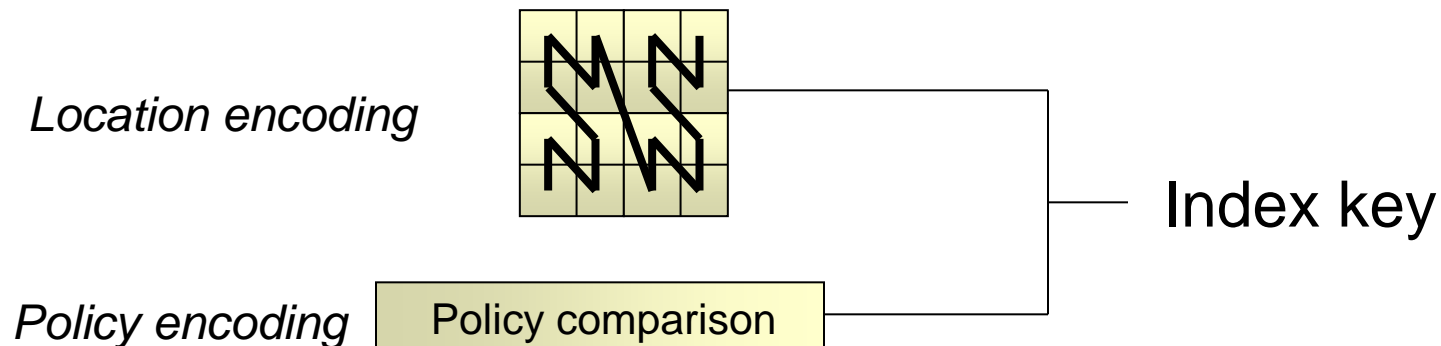 Location encoding
Index key
Policy encoding
Policy comparison